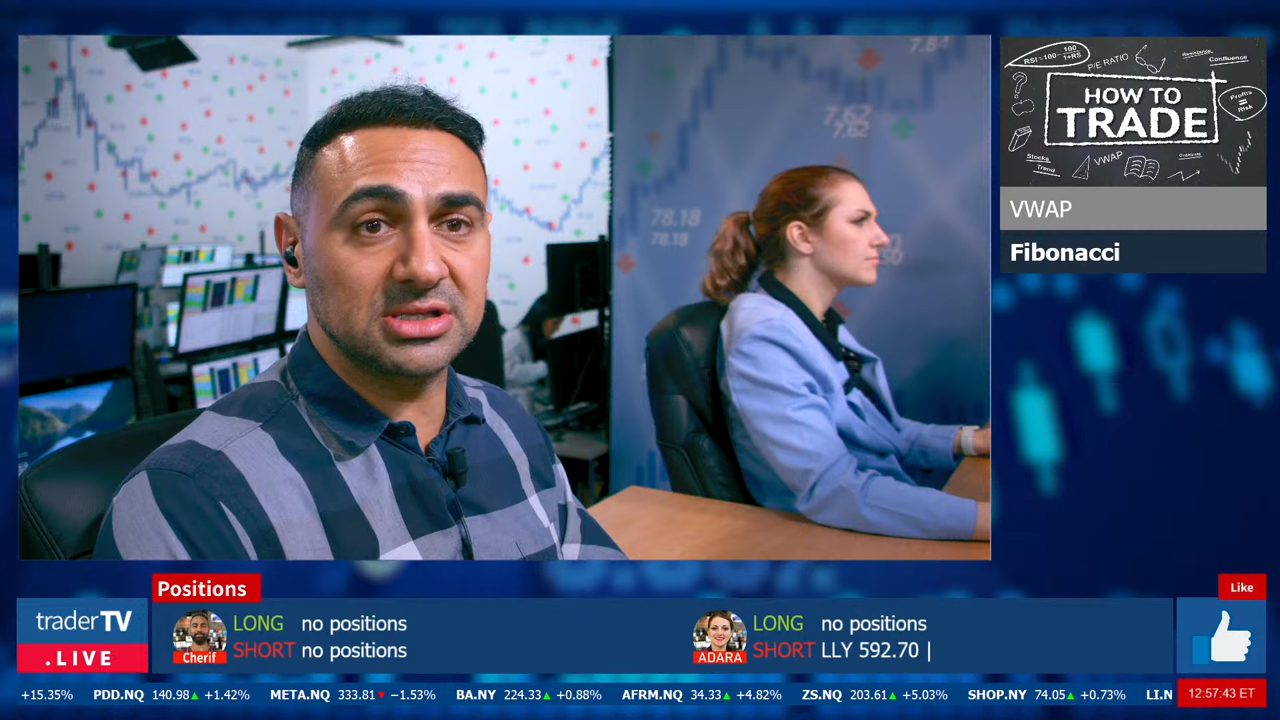 7.84
7.62
7.62
78.18
78.18
RSI=100- 100
1+RS
P/E RATIO
Resistance
Confluence
HOW TO
TRADE
Profits
=
Risk
Stocks
Trend
VWAP
VWAP
Fibonacci
Positions
Like
traderTV
.LIVE
Cherif
LONG no positions
SHORT no positions
ADARA
LONG no positions
SHORT LLY 592.70 |
+15.35% PDD.NQ 140.98▲ +1.42% META.NQ 333.81▼ −1.53% BA.NY 224.33▲ +0.88% AFRM.NQ 34.33▲ +4.82% ZS.NQ 203.61▲ +5.03% SHOP.NY 74.05▲ +0.73% LI.N
12:57:43 ET